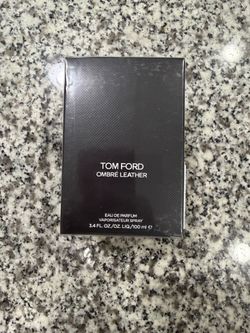 TOM FORD
OMBRÉ LEATHER
EAU DE PARFUM
VAPORISATEUR SPRAY
3.4 FL. OZ./OZ. LIQ./100 ml ℮